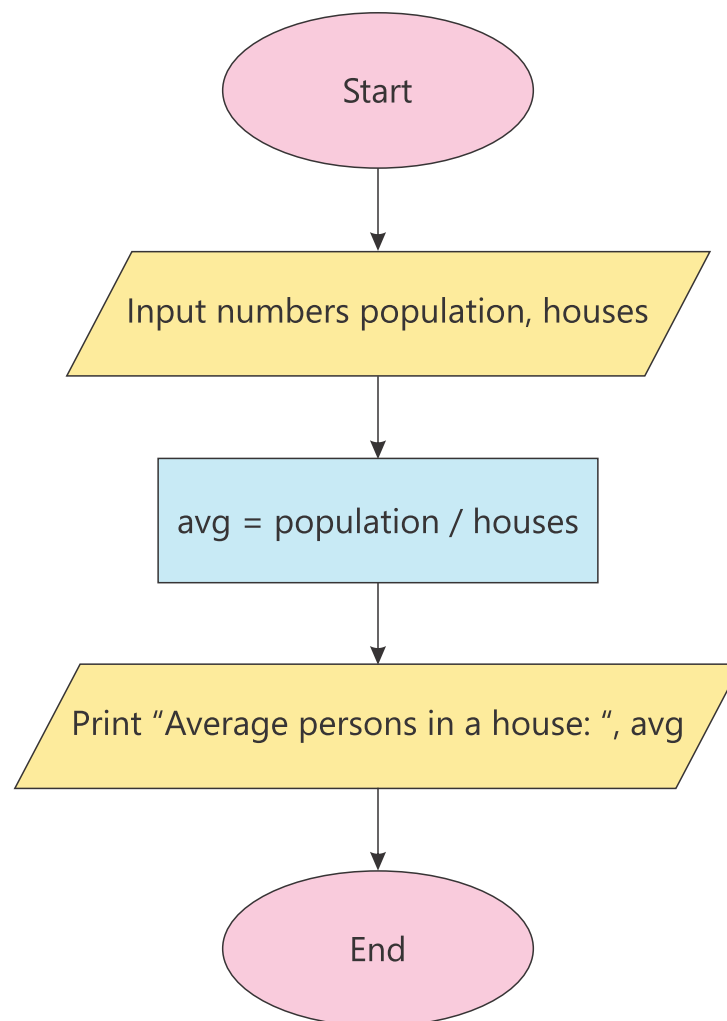 Start
Input numbers population, houses
avg = population / houses
Print “Average persons in a house: “, avg
End